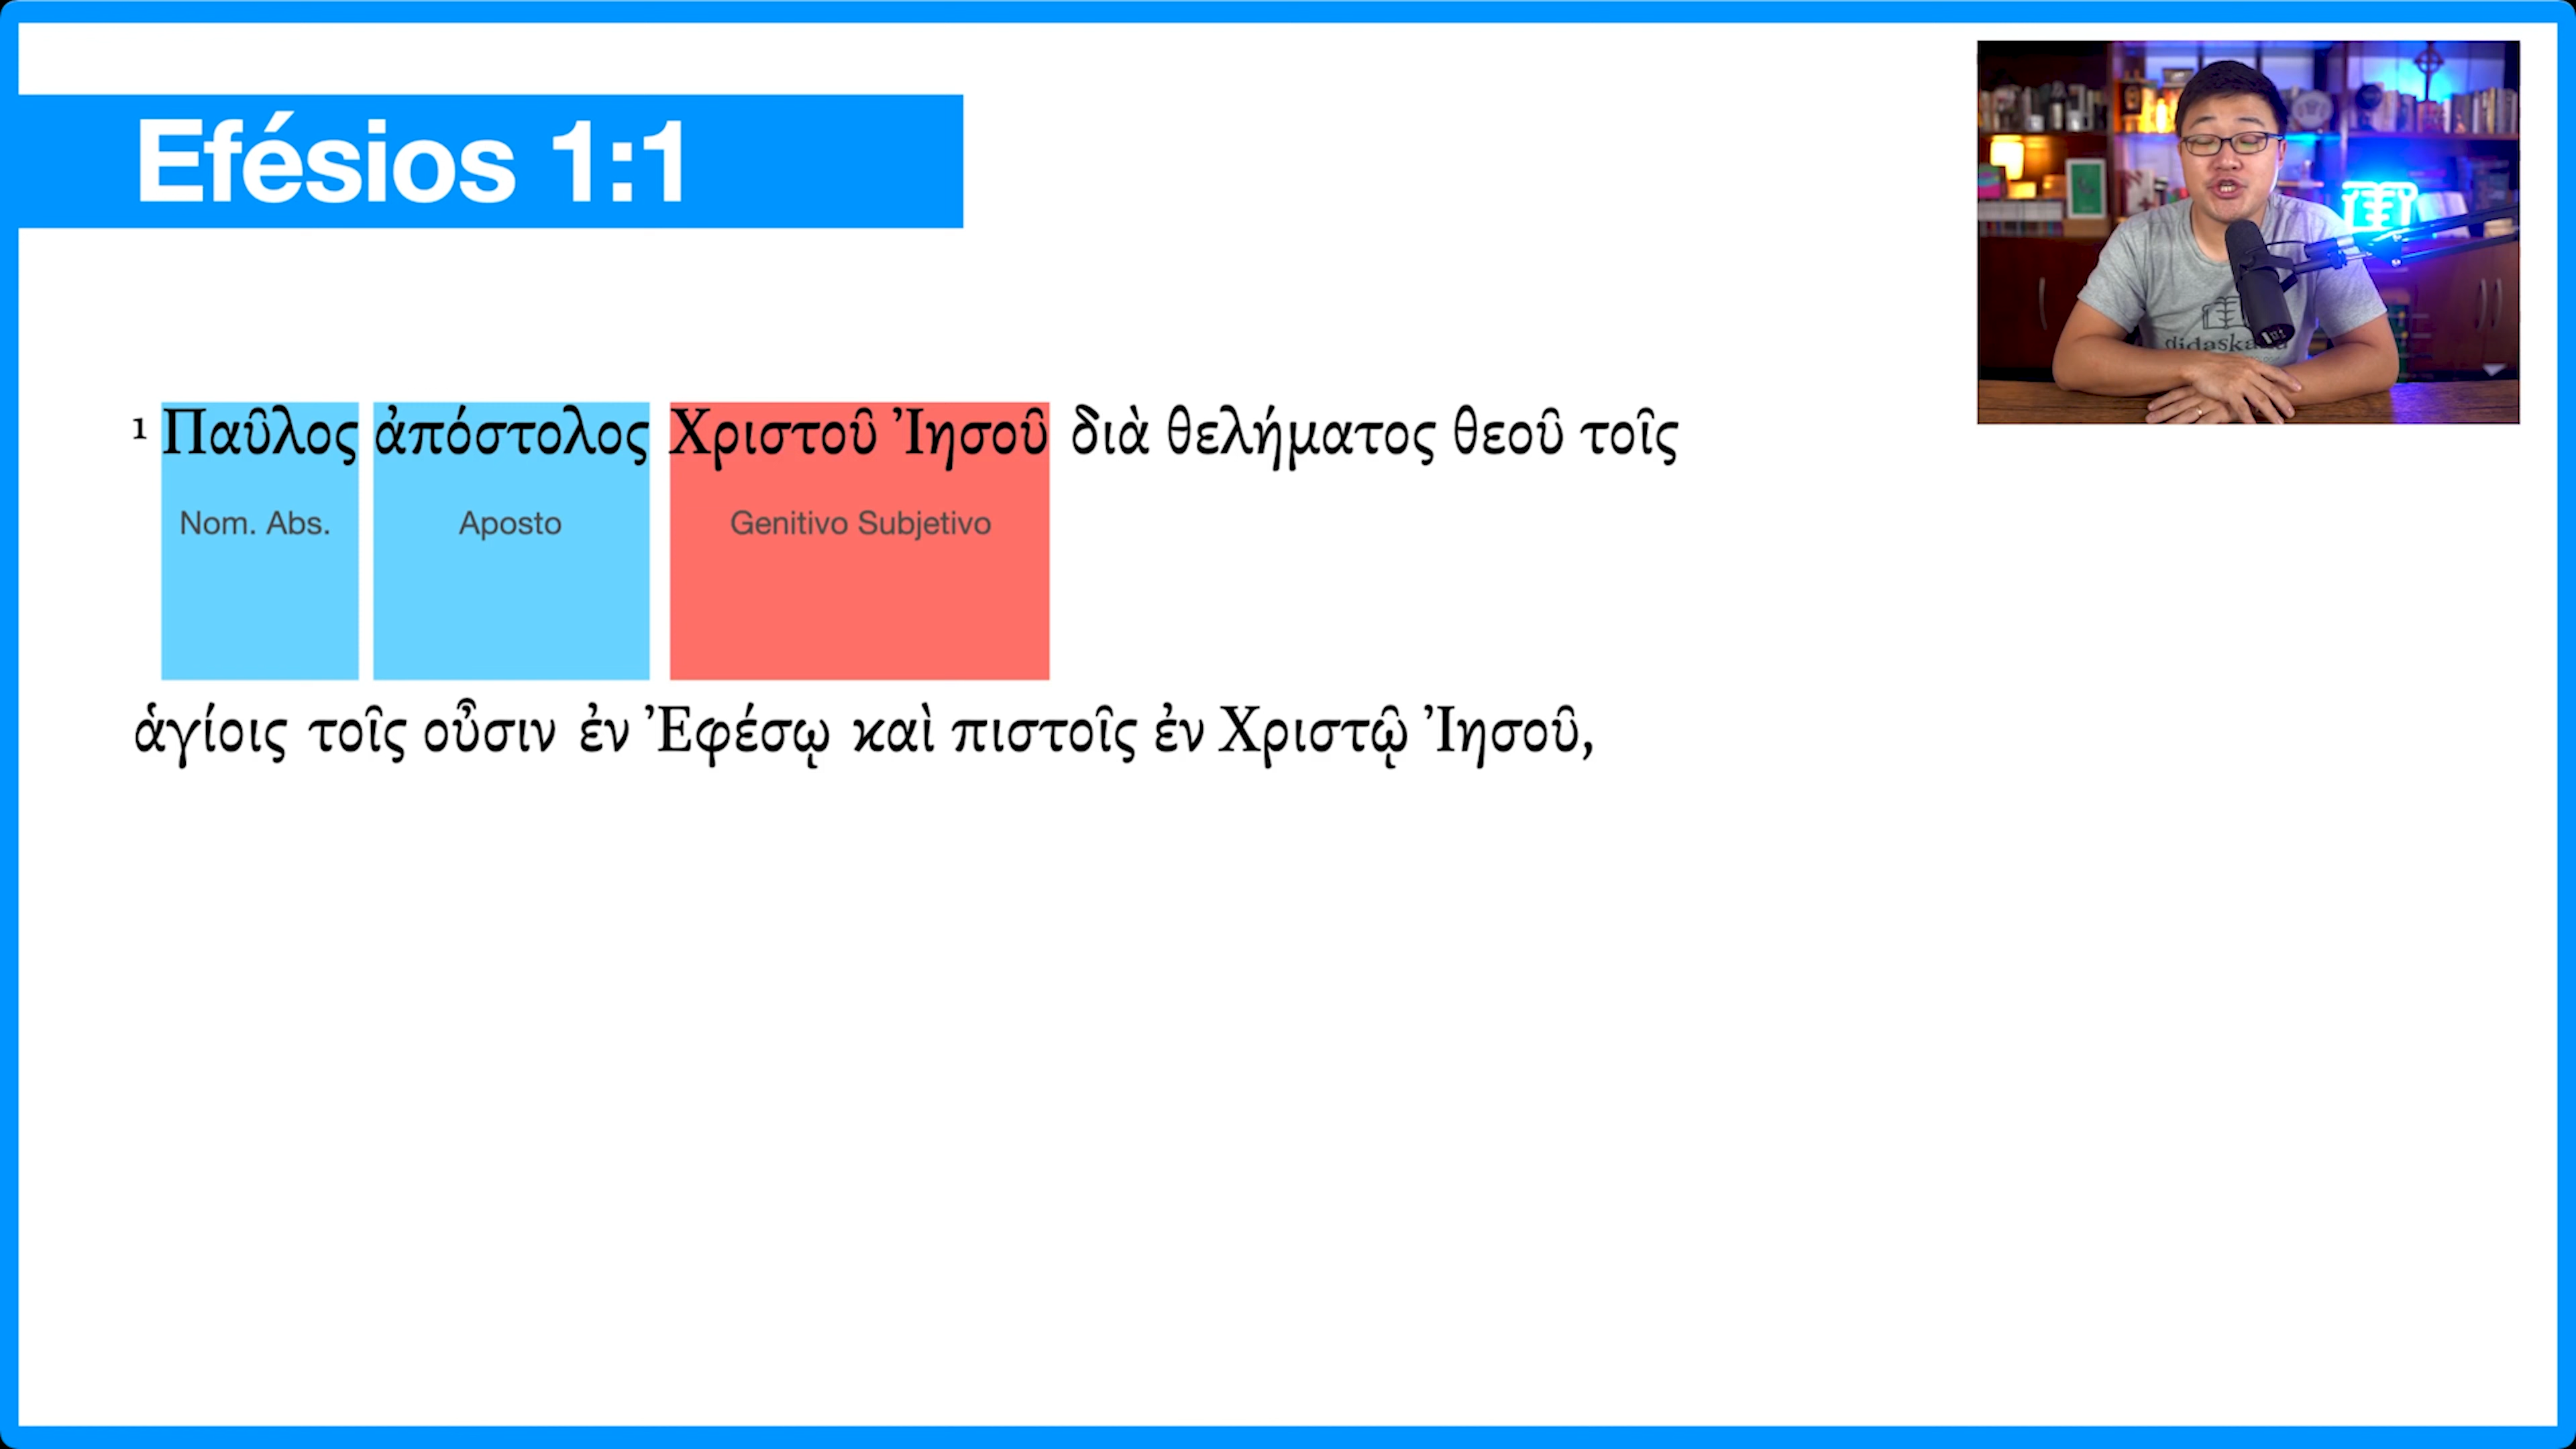 Efésios 1:1
1 Παῦλος ἀπόστολος Χριστοῦ Ἰησοῦ διὰ θελήματος θεοῦ τοῖς
Nom. Abs. Aposto Genitivo Subjetivo
ἁγίοις τοῖς οὖσιν ἐν Ἐφέσῳ καὶ πιστοῖς ἐν Χριστῷ Ἰησοῦ,